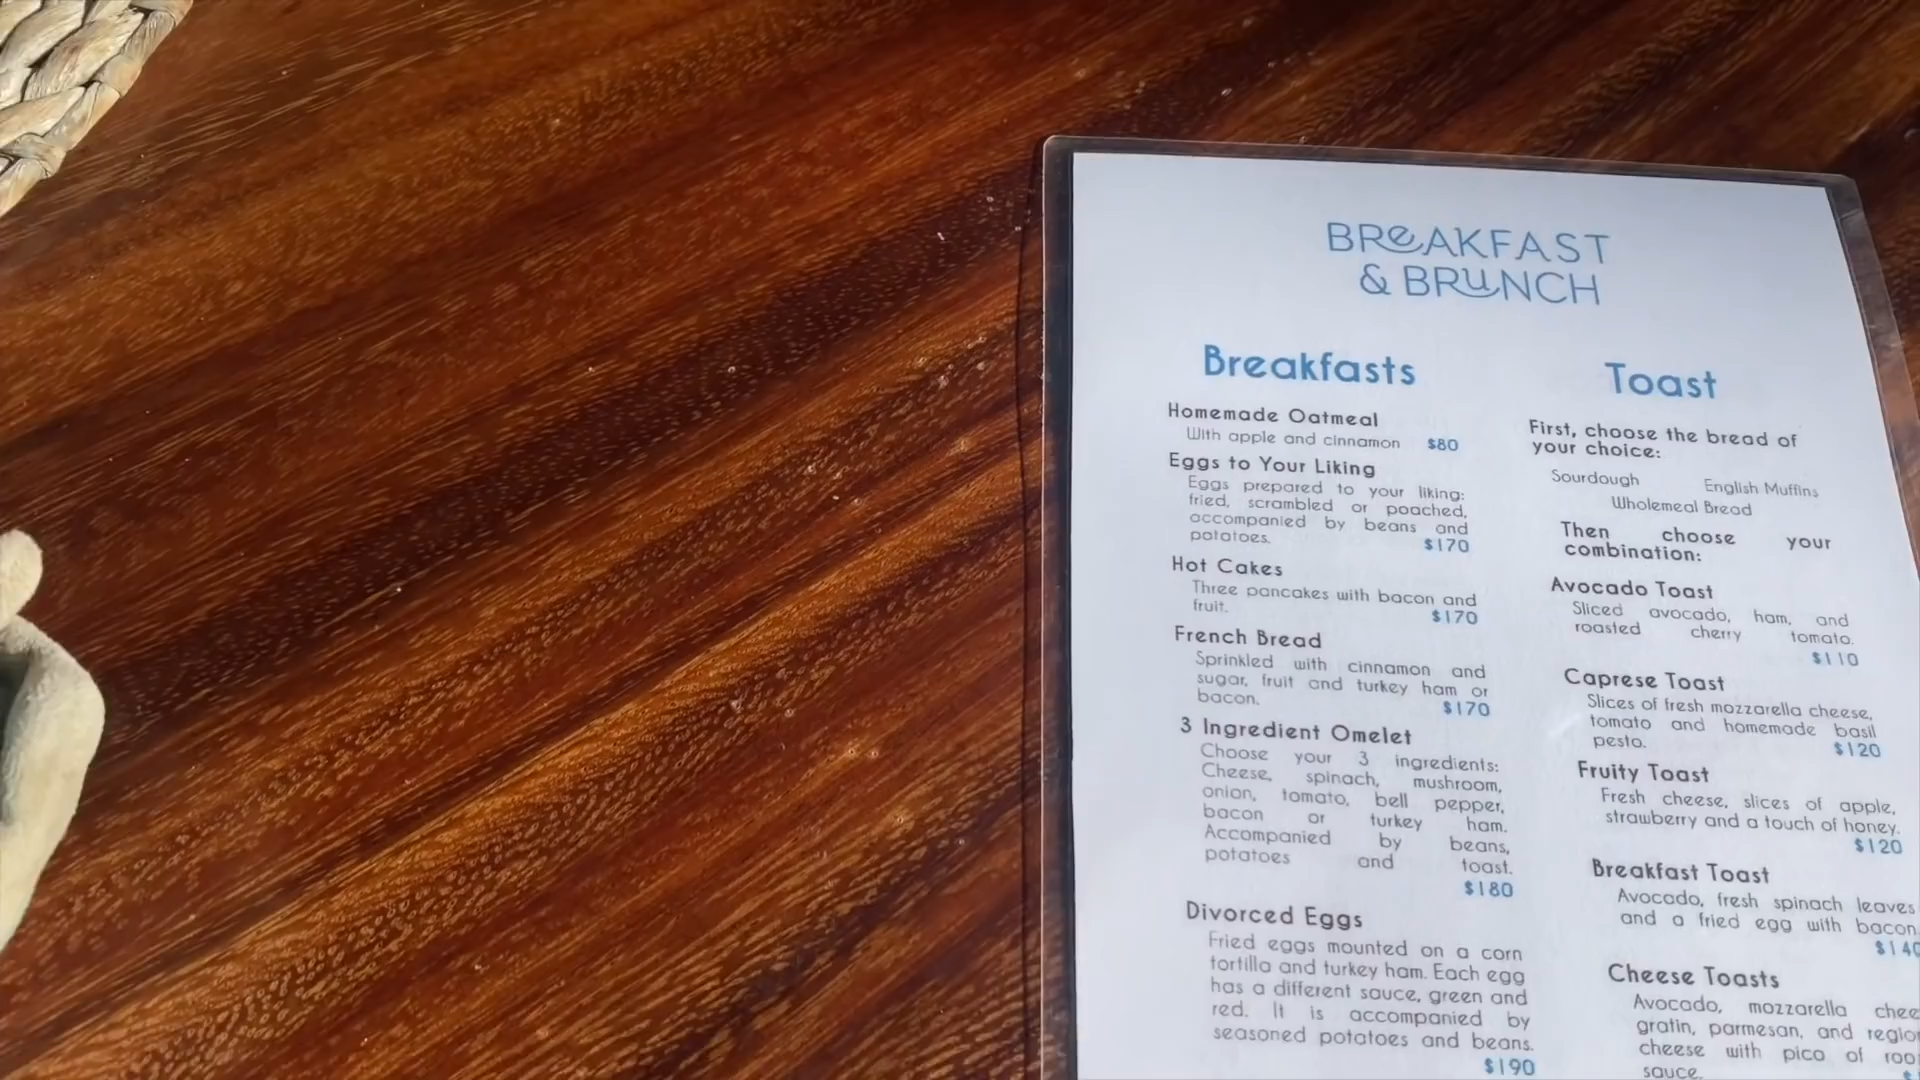 BREAKFAST
& BRUNCH
Breakfasts
Homemade Oatmeal
With apple and cinnamon $80
Eggs to Your Liking
Eggs prepared to your liking:
fried, scrambled or poached,
accompanied by beans and
potatoes. $170
Hot Cakes
Three pancakes with bacon and
fruit. $170
French Bread
Sprinkled with cinnamon and
sugar, fruit and turkey ham or
bacon. $170
3 Ingredient Omelet
Choose your 3 ingredients:
Cheese, spinach, mushroom,
onion, tomato, bell pepper,
bacon or turkey ham.
Accompanied by beans,
potatoes and toast.
$180
Divorced Eggs
Fried eggs mounted on a corn
tortilla and turkey ham. Each egg
has a different sauce, green and
red. It is accompanied by
seasoned potatoes and beans.
$190
Toast
First, choose the bread of
your choice:
Sourdough English Muffins
Wholemeal Bread
Then choose your
combination:
Avocado Toast
Sliced avocado, ham, and
roasted cherry tomato.
$110
Caprese Toast
Slices of fresh mozzarella cheese,
tomato and homemade basil
pesto. $120
Fruity Toast
Fresh cheese, slices of apple,
strawberry and a touch of honey.
$120
Breakfast Toast
Avocado, fresh spinach leaves
and a fried egg with bacon
$140
Cheese Toasts
Avocado, mozzarella
gratin, parmesan, and
cheese with pico of
sauce.